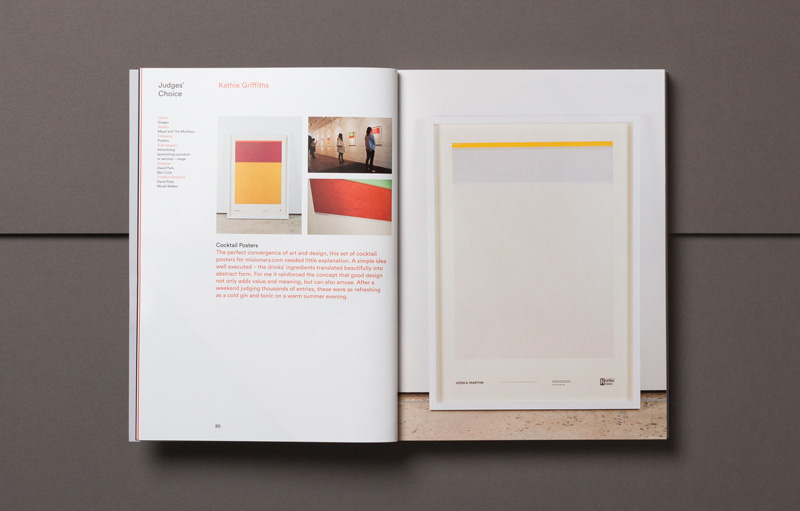 Judges'
Choice
Kathie Griffiths
Cocktail Posters
The perfect convergence of art and design, this set of cocktail
posters for mixionary.com needed little explanation. A simple idea
well executed – the drinks' ingredients translated beautifully into
abstract form. For me it reinforced the concept that good design
not only adds value and meaning, but can also amuse. After a
weekend judging thousands of entries, these were as refreshing
as a cold gin and tonic on a warm summer evening.
VODKA MARTINI